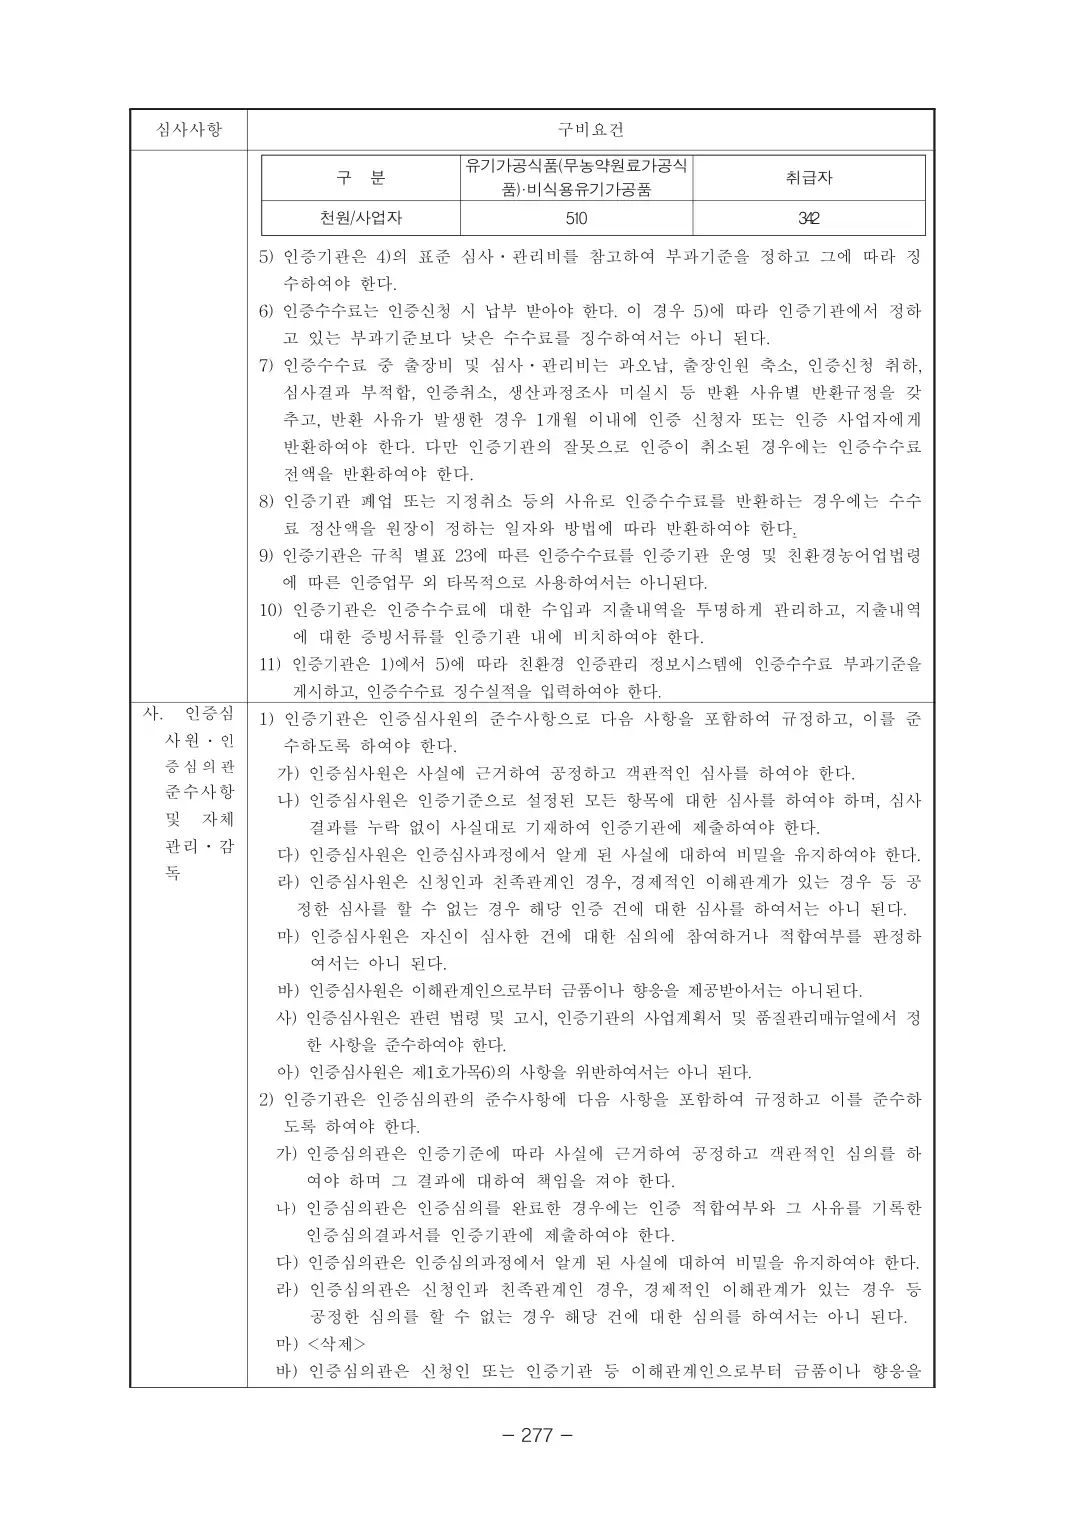 심사사항 구비요건
구 분 유기가공식품(무농약원료가공식품)·비식용유기가공품 취급자
천원/사업자 510 342
5) 인증기관은 4)의 표준 심사·관리비를 참고하여 부과기준을 정하고 그에 따라 징
수하여야 한다.
6) 인증수수료는 인증신청 시 납부 받아야 한다. 이 경우 5)에 따라 인증기관에서 정하
고 있는 부과기준보다 낮은 수수료를 징수하여서는 아니 된다.
7) 인증수수료 중 출장비 및 심사·관리비는 과오납, 출장인원 축소, 인증신청 취하,
심사결과 부적합, 인증취소, 생산과정조사 미실시 등 반환 사유별 반환규정을 갖
추고, 반환 사유가 발생한 경우 1개월 이내에 인증 신청자 또는 인증 사업자에게
반환하여야 한다. 다만 인증기관의 잘못으로 인증이 취소된 경우에는 인증수수료
전액을 반환하여야 한다.
8) 인증기관 폐업 또는 지정취소 등의 사유로 인증수수료를 반환하는 경우에는 수수
료 정산액을 원장이 정하는 일자와 방법에 따라 반환하여야 한다.
9) 인증기관은 규칙 별표 23에 따른 인증수수료를 인증기관 운영 및 친환경농어업법령
에 따른 인증업무 외 타목적으로 사용하여서는 아니된다.
10) 인증기관은 인증수수료에 대한 수입과 지출내역을 투명하게 관리하고, 지출내역
에 대한 증빙서류를 인증기관 내에 비치하여야 한다.
11) 인증기관은 1)에서 5)에 따라 친환경 인증관리 정보시스템에 인증수수료 부과기준을
게시하고, 인증수수료 징수실적을 입력하여야 한다.
사. 인증심
사원·인
증심의관
준수사항
및 자체
관리·감
독
1) 인증기관은 인증심사원의 준수사항으로 다음 사항을 포함하여 규정하고, 이를 준
수하도록 하여야 한다.
가) 인증심사원은 사실에 근거하여 공정하고 객관적인 심사를 하여야 한다.
나) 인증심사원은 인증기준으로 설정된 모든 항목에 대한 심사를 하여야 하며, 심사
결과를 누락 없이 사실대로 기재하여 인증기관에 제출하여야 한다.
다) 인증심사원은 인증심사과정에서 알게 된 사실에 대하여 비밀을 유지하여야 한다.
라) 인증심사원은 신청인과 친족관계인 경우, 경제적인 이해관계가 있는 경우 등 공
정한 심사를 할 수 없는 경우 해당 인증 건에 대한 심사를 하여서는 아니 된다.
마) 인증심사원은 자신이 심사한 건에 대한 심의에 참여하거나 적합여부를 판정하
여서는 아니 된다.
바) 인증심사원은 이해관계인으로부터 금품이나 향응을 제공받아서는 아니된다.
사) 인증심사원은 관련 법령 및 고시, 인증기관의 사업계획서 및 품질관리매뉴얼에서 정
한 사항을 준수하여야 한다.
아) 인증심사원은 제1호가목6)의 사항을 위반하여서는 아니 된다.
2) 인증기관은 인증심의관의 준수사항에 다음 사항을 포함하여 규정하고 이를 준수하
도록 하여야 한다.
가) 인증심의관은 인증기준에 따라 사실에 근거하여 공정하고 객관적인 심의를 하
여야 하며 그 결과에 대하여 책임을 져야 한다.
나) 인증심의관은 인증심의를 완료한 경우에는 인증 적합여부와 그 사유를 기록한
인증심의결과서를 인증기관에 제출하여야 한다.
다) 인증심의관은 인증심의과정에서 알게 된 사실에 대하여 비밀을 유지하여야 한다.
라) 인증심의관은 신청인과 친족관계인 경우, 경제적인 이해관계가 있는 경우 등
공정한 심의를 할 수 없는 경우 해당 건에 대한 심의를 하여서는 아니 된다.
마) <삭제>
바) 인증심의관은 신청인 또는 인증기관 등 이해관계인으로부터 금품이나 향응을
- 277 -